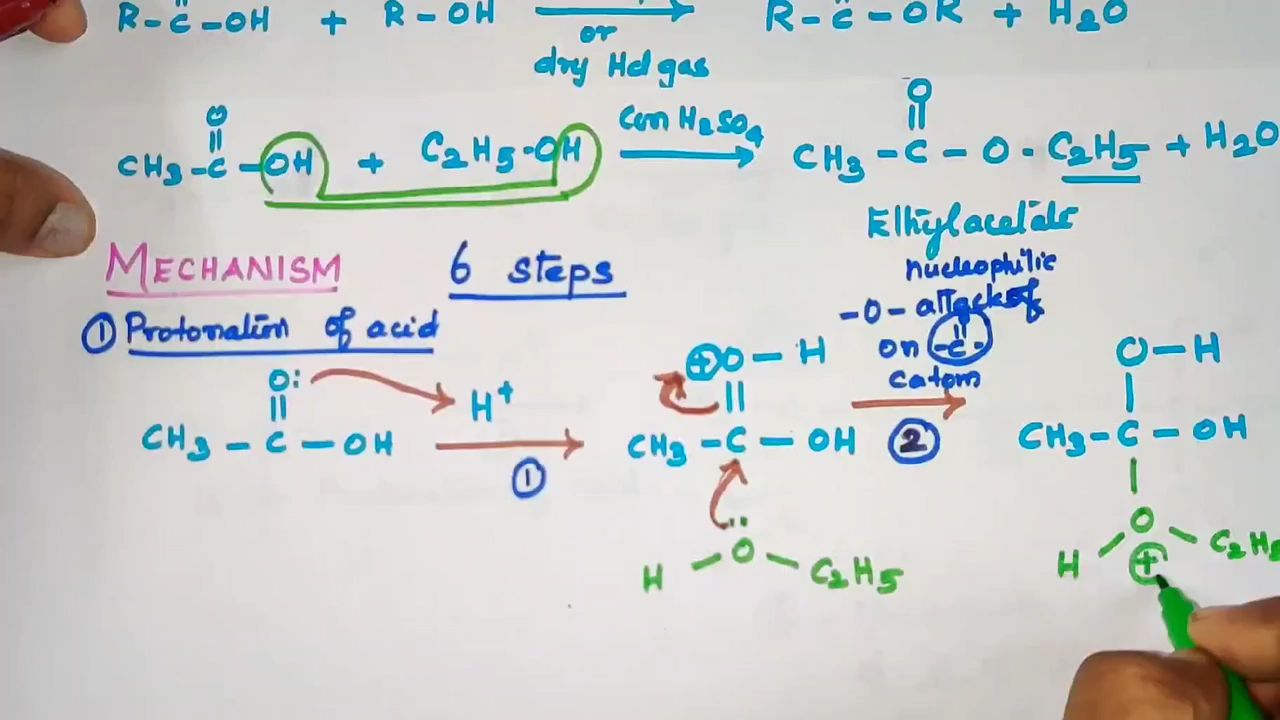 R-C-OH + R-OH → R-C-OR + H2O
or
dry Hcl gas
O
O
CH3-C-OH + C2H5-OH Con H2SO4 → CH3-C-O-C2H5 + H2O
Ethylacetate
MECHANISM 6 steps
nucleophilic
① Protonation of acid
-O- attack of
on -C-
catom
O: H+
⊕O-H
O-H
CH3-C-OH → CH3-C-OH → CH3-C-OH
① ②
O
H-O-C2H5
H ⊕ C2H5